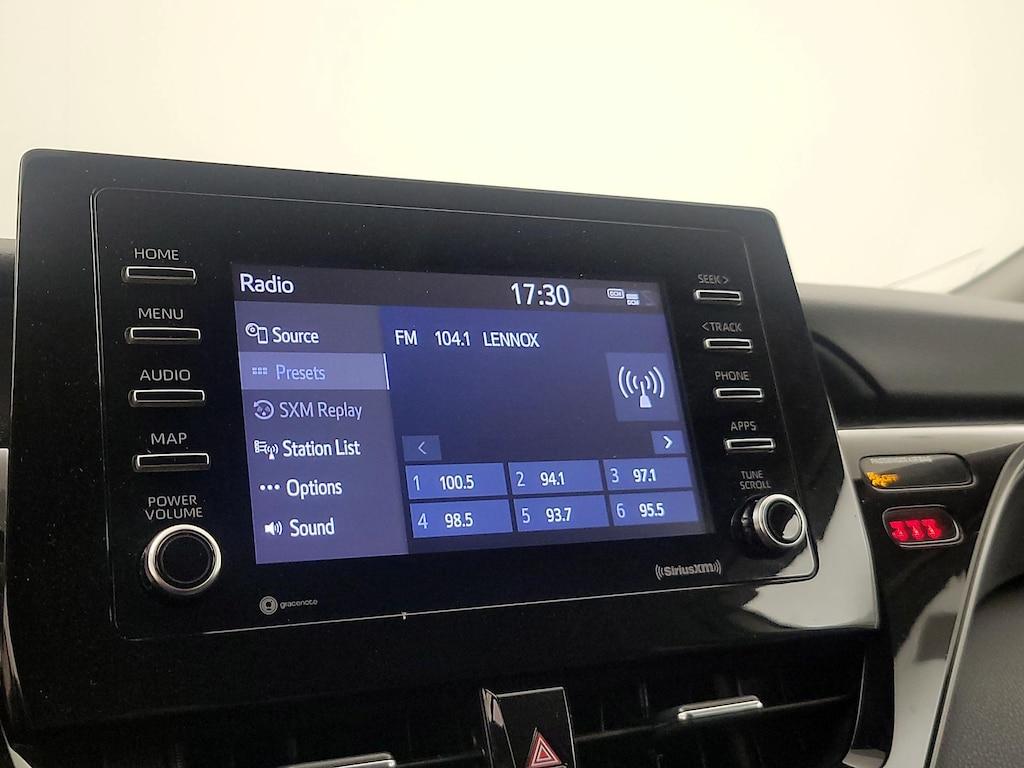 HOME
MENU
AUDIO
MAP
POWER
VOLUME
Radio
17:30
DCM
DCM
Source
Presets
SXM Replay
Station List
Options
Sound
FM 104.1 LENNOX
<
>
1 100.5
2 94.1
3 97.1
4 98.5
5 93.7
6 95.5
SEEK>
<TRACK
PHONE
APPS
TUNE
SCROLL
gracenote
((SiriusXM))